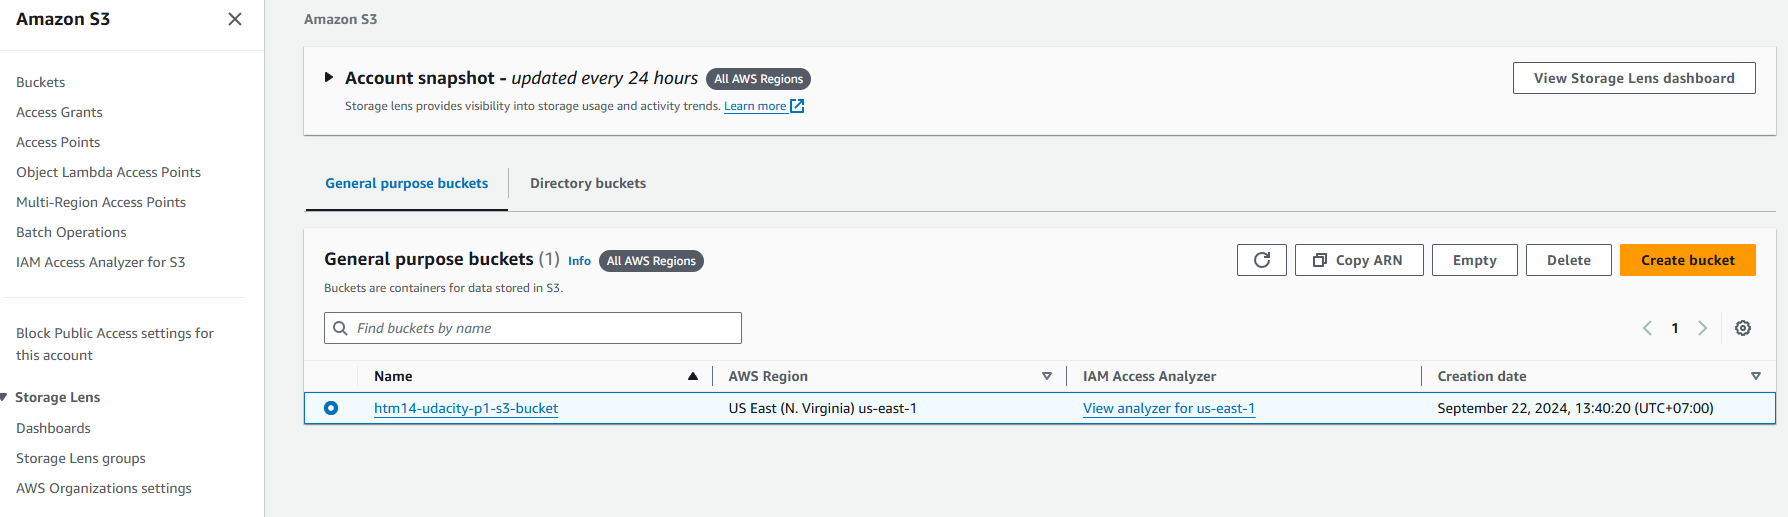 Amazon S3
Buckets
Access Grants
Access Points
Object Lambda Access Points
Multi-Region Access Points
Batch Operations
IAM Access Analyzer for S3
Block Public Access settings for
this account
Storage Lens
Dashboards
Storage Lens groups
AWS Organizations settings
Amazon S3
Account snapshot - updated every 24 hours All AWS Regions
View Storage Lens dashboard
Storage lens provides visibility into storage usage and activity trends. Learn more
General purpose buckets Directory buckets
General purpose buckets (1) Info All AWS Regions
Copy ARN Empty Delete Create bucket
Buckets are containers for data stored in S3.
Find buckets by name
1
Name AWS Region IAM Access Analyzer Creation date
htm14-udacity-p1-s3-bucket US East (N. Virginia) us-east-1 View analyzer for us-east-1 September 22, 2024, 13:40:20 (UTC+07:00)